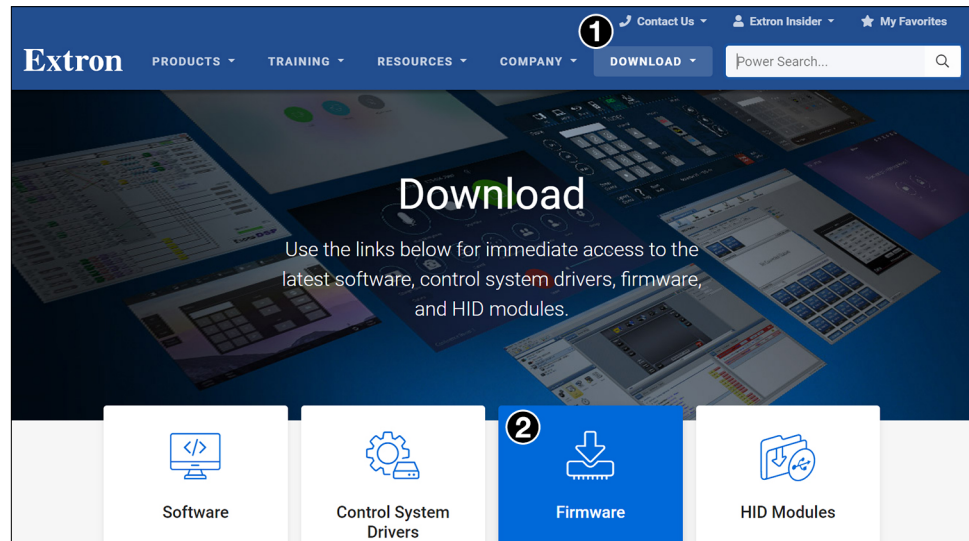 1
Contact Us
Extron Insider
My Favorites
Extron
PRODUCTS
TRAINING
RESOURCES
COMPANY
DOWNLOAD
Power Search...
Download
Use the links below for immediate access to the
latest software, control system drivers, firmware,
and HID modules.
2
</>
Software
Control System
Drivers
Firmware
HID Modules